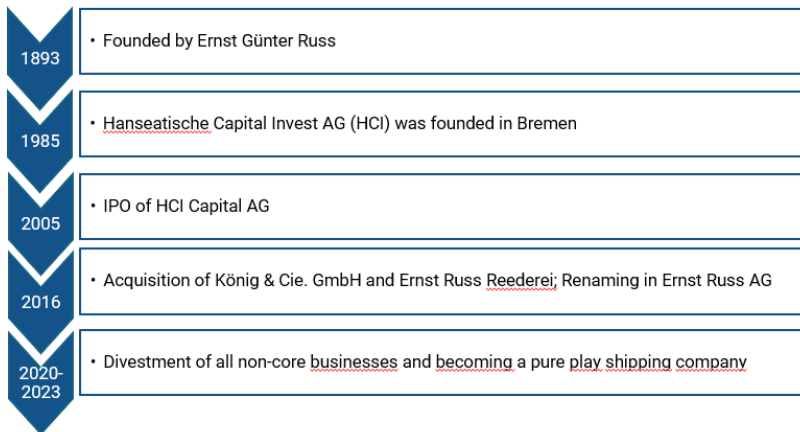 1893
• Founded by Ernst Günter Russ
1985
• Hanseatische Capital Invest AG (HCI) was founded in Bremen
2005
• IPO of HCI Capital AG
2016
• Acquisition of König & Cie. GmbH and Ernst Russ Reederei; Renaming in Ernst Russ AG
2020-
2023
• Divestment of all non-core businesses and becoming a pure play shipping company